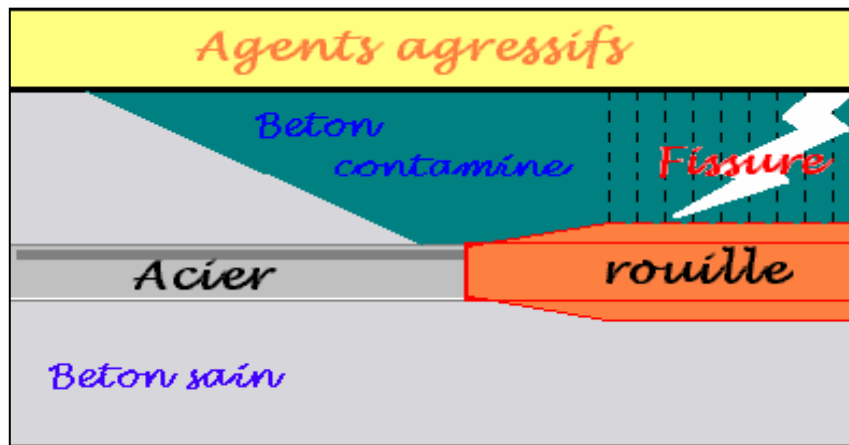 Agents agressifs
Beton
contamine
Fissure
Acier
rouille
Beton sain